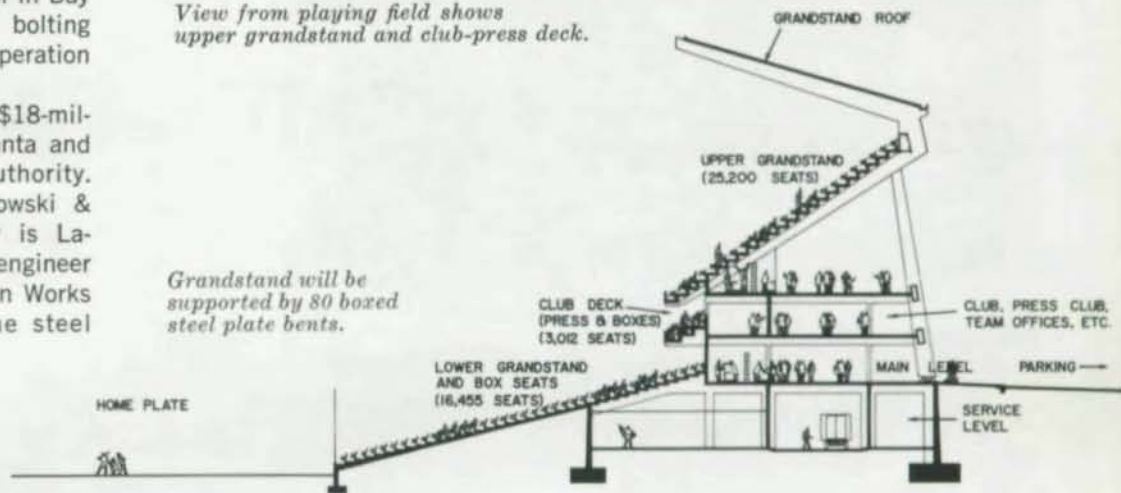 bolting
peration
$18-mil-
nta and
uthority.
owski &
is La-
engineer
n Works
e steel
View from playing field shows
upper grandstand and club-press deck.
Grandstand will be
supported by 80 boxed
steel plate bents.
GRANDSTAND ROOF
UPPER GRANDSTAND
(25,200 SEATS)
CLUB DECK
(PRESS & BOXES)
(3,012 SEATS)
CLUB, PRESS CLUB,
TEAM OFFICES, ETC.
LOWER GRANDSTAND
AND BOX SEATS
(16,455 SEATS)
MAIN LEVEL
PARKING
HOME PLATE
SERVICE
LEVEL